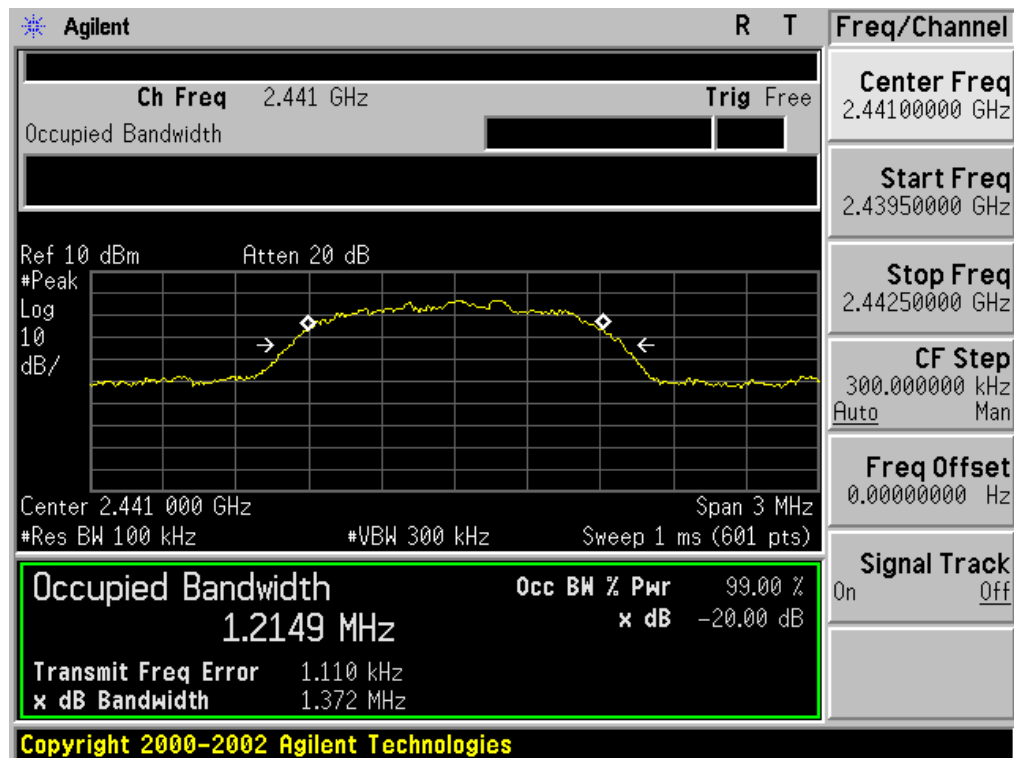 Agilent R T
Ch Freq 2.441 GHz Trig Free
Occupied Bandwidth
Ref 10 dBm Atten 20 dB
#Peak
Log
10
dB/
Center 2.441 000 GHz Span 3 MHz
#Res BW 100 kHz #VBW 300 kHz Sweep 1 ms (601 pts)
Occupied Bandwidth
1.2149 MHz
Occ BW % Pwr 99.00 %
x dB -20.00 dB
Transmit Freq Error 1.110 kHz
x dB Bandwidth 1.372 MHz
Copyright 2000-2002 Agilent Technologies
Freq/Channel
Center Freq
2.44100000 GHz
Start Freq
2.43950000 GHz
Stop Freq
2.44250000 GHz
CF Step
300.000000 kHz
Auto Man
Freq Offset
0.00000000 Hz
Signal Track
On Off